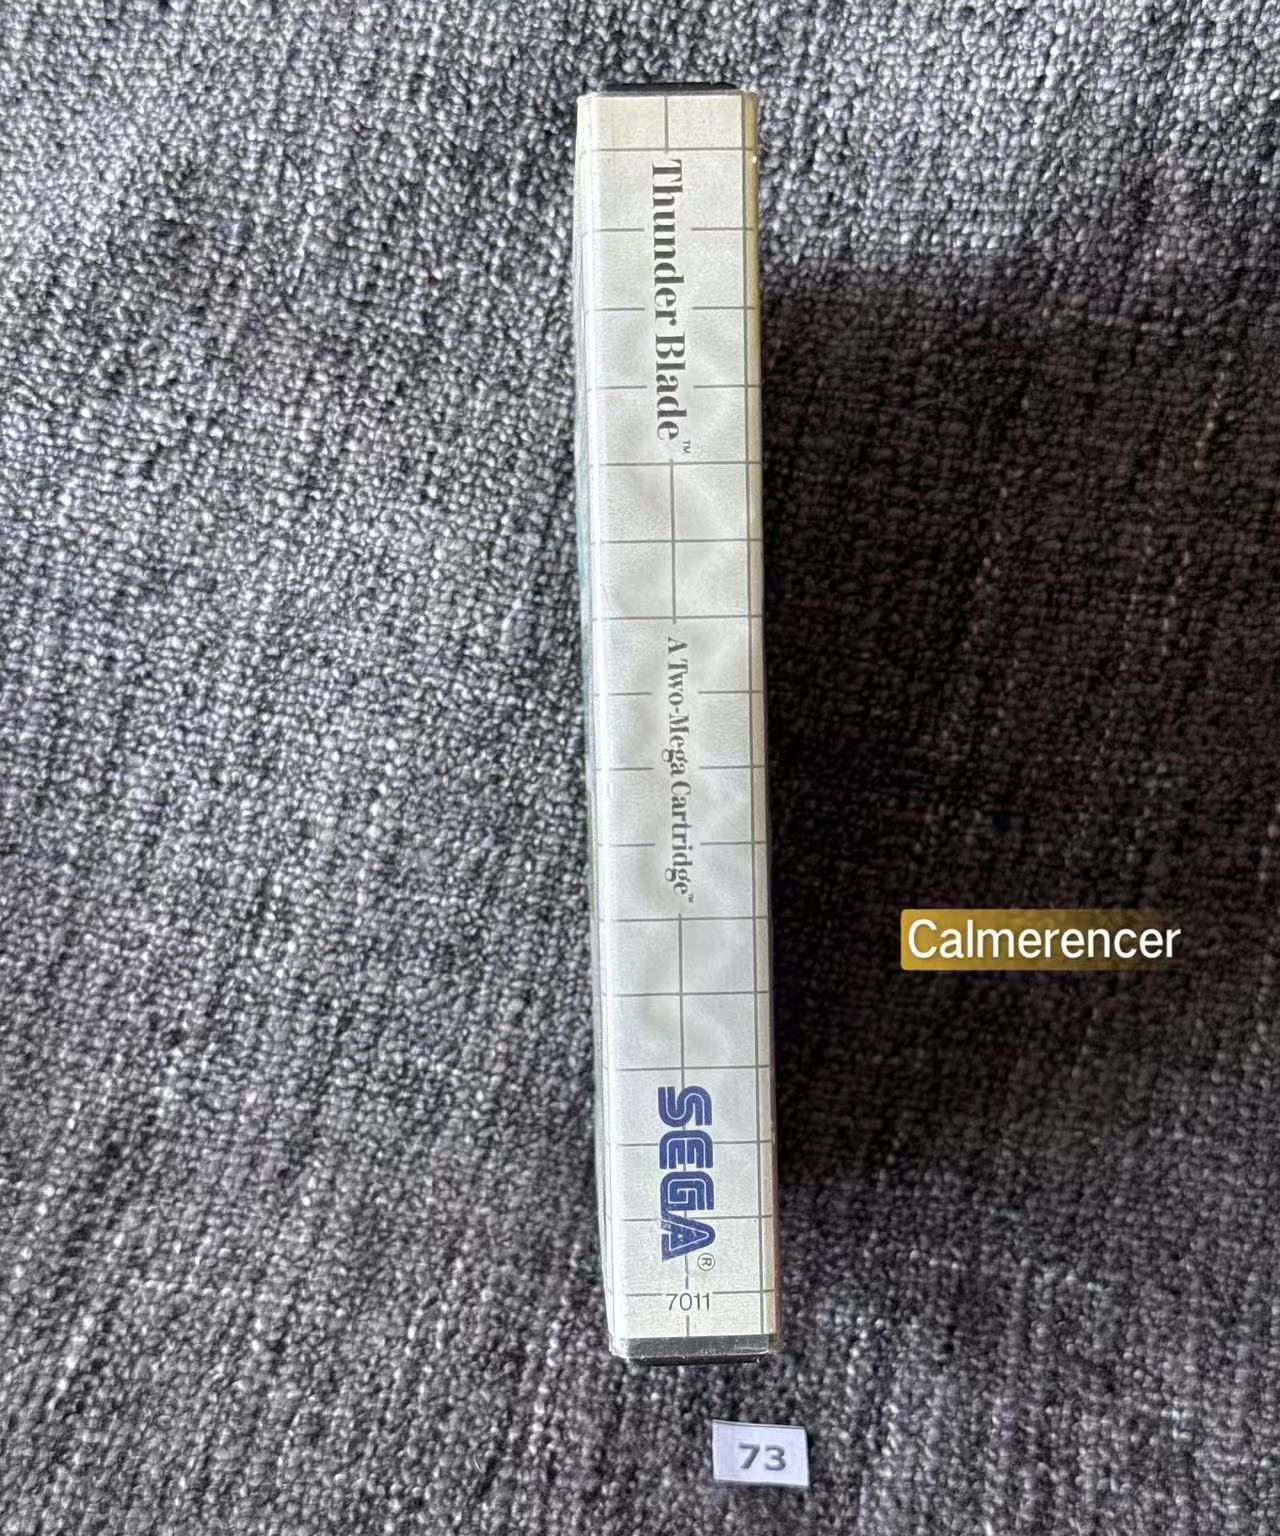 Thunder Blade™
A Two-Mega Cartridge™
SEGA®
7011
Calmerencer
73